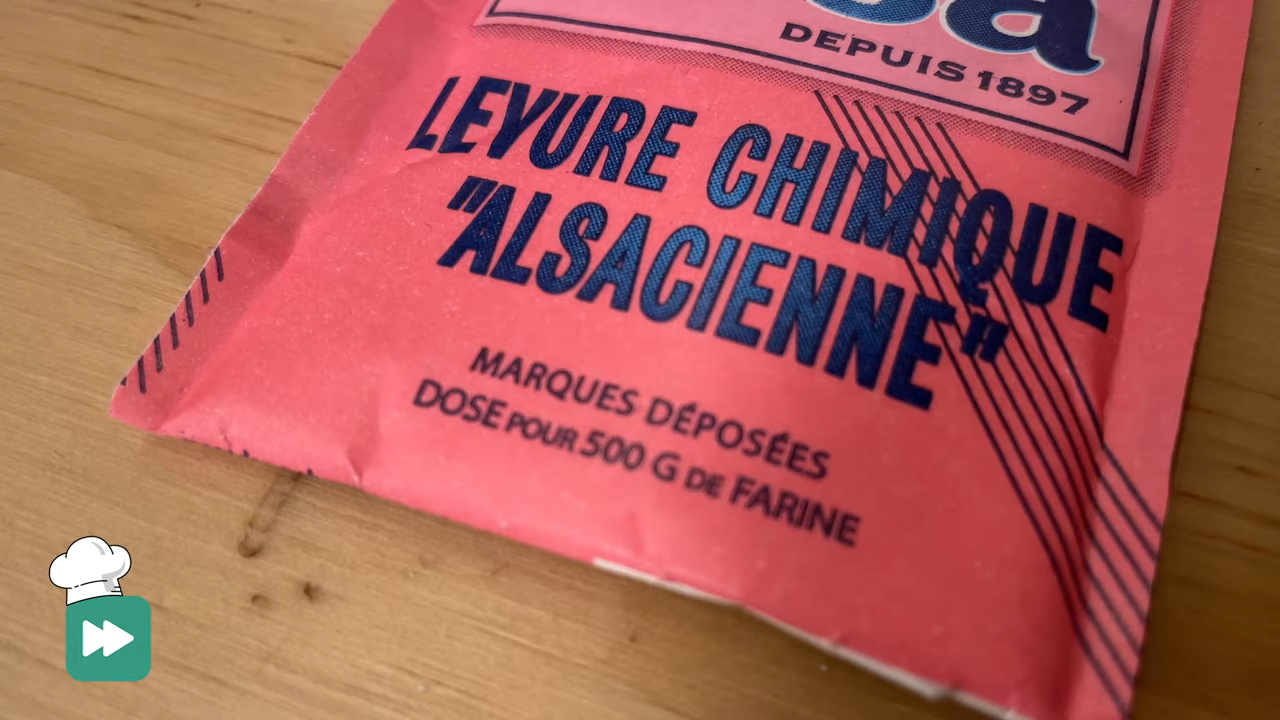 DEPUIS 1897
LEVURE CHIMIQUE
"ALSACIENNE"
MARQUES DÉPOSÉES
DOSE POUR 500 G DE FARINE